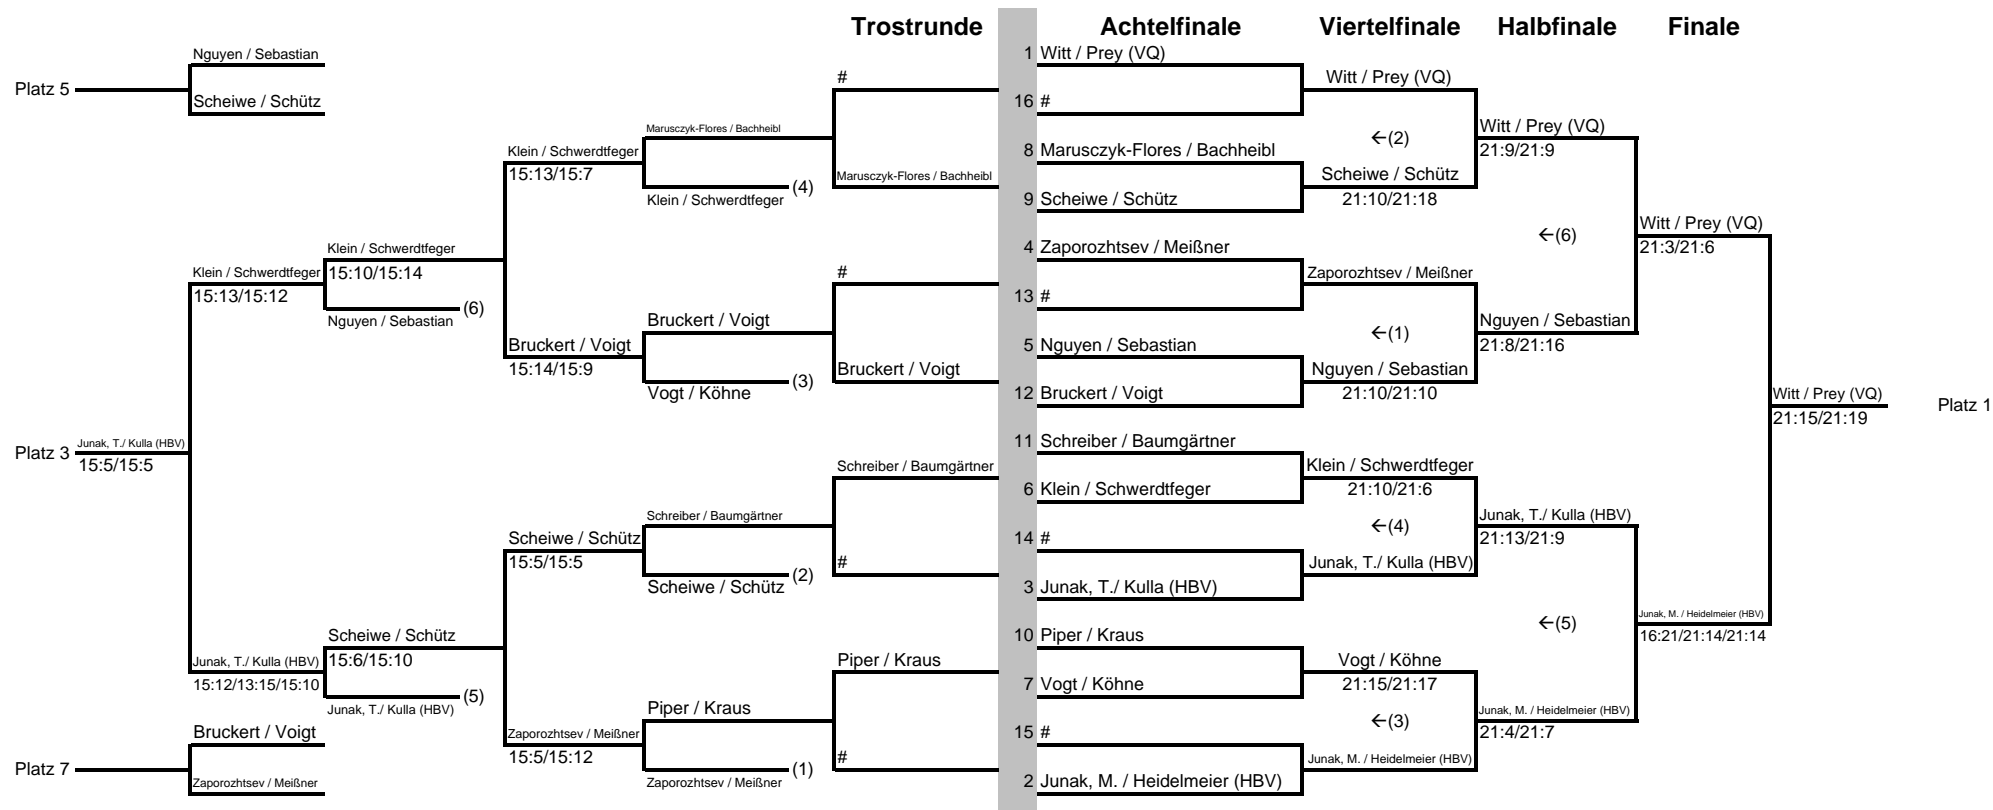 Trostrunde Achtelfinale Viertelfinale Halbfinale Finale
Nguyen / Sebastian
Platz 5
Scheiwe / Schütz
Klein / Schwerdtfeger
15:13/15:12
Platz 3
Junak, T./ Kulla (HBV)
15:5/15:5
Junak, T./ Kulla (HBV)
15:12/13:15/15:10
Bruckert / Voigt
Platz 7
Zaporozhtsev / Meißner
Klein / Schwerdtfeger
15:10/15:14
Nguyen / Sebastian (6)
Scheiwe / Schütz
15:6/15:10
Junak, T./ Kulla (HBV) (5)
Klein / Schwerdtfeger
15:13/15:7
Bruckert / Voigt
15:14/15:9
Scheiwe / Schütz
15:5/15:5
Zaporozhtsev / Meißner
15:5/15:12
Marusczyk-Flores / Bachheibl
Klein / Schwerdtfeger (4)
Bruckert / Voigt
Vogt / Köhne (3)
Schreiber / Baumgärtner
Scheiwe / Schütz (2)
Piper / Kraus
Zaporozhtsev / Meißner (1)
#
Marusczyk-Flores / Bachheibl
#
Bruckert / Voigt
Schreiber / Baumgärtner
#
Piper / Kraus
#
1 Witt / Prey (VQ)
16 #
8 Marusczyk-Flores / Bachheibl
9 Scheiwe / Schütz
4 Zaporozhtsev / Meißner
13 #
5 Nguyen / Sebastian
12 Bruckert / Voigt
11 Schreiber / Baumgärtner
6 Klein / Schwerdtfeger
14 #
3 Junak, T./ Kulla (HBV)
10 Piper / Kraus
7 Vogt / Köhne
15 #
2 Junak, M. / Heidelmeier (HBV)
Witt / Prey (VQ)
←(2)
Scheiwe / Schütz
21:10/21:18
Zaporozhtsev / Meißner
←(1)
Nguyen / Sebastian
21:10/21:10
Klein / Schwerdtfeger
21:10/21:6
←(4)
Junak, T./ Kulla (HBV)
Vogt / Köhne
21:15/21:17
←(3)
Junak, M. / Heidelmeier (HBV)
Witt / Prey (VQ)
21:9/21:9
←(6)
Nguyen / Sebastian
21:8/21:16
Junak, T./ Kulla (HBV)
21:13/21:9
←(5)
Junak, M. / Heidelmeier (HBV)
21:4/21:7
Witt / Prey (VQ)
21:3/21:6
Junak, M. / Heidelmeier (HBV)
16:21/21:14/21:14
Witt / Prey (VQ)
21:15/21:19
Platz 1